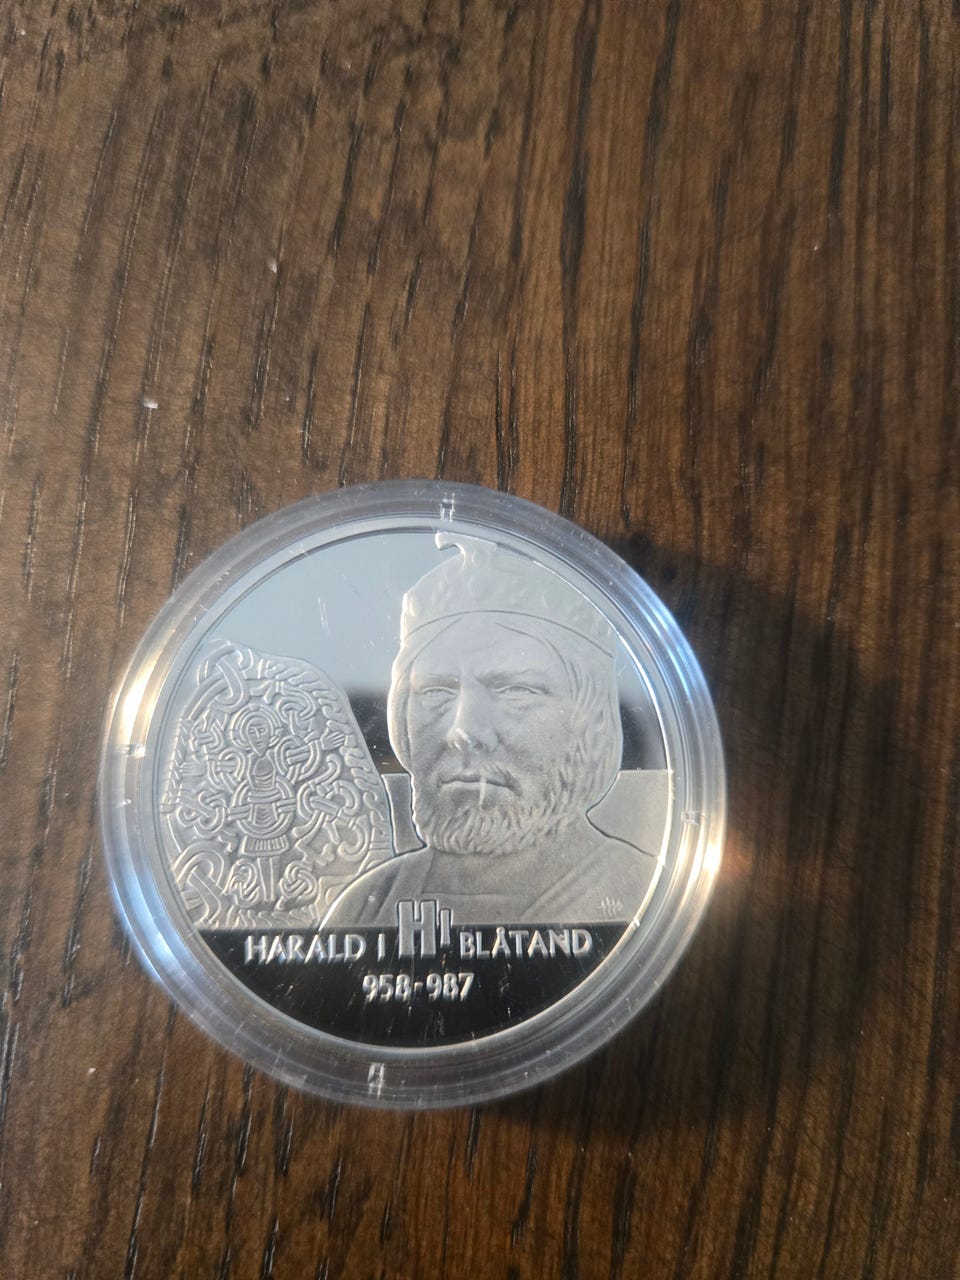 HARALD I HI BLÅTAND
958-987